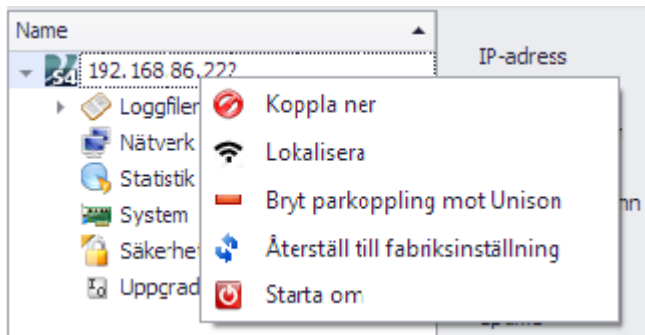 Name
IP-adress
192.168.86.222
Koppla ner
Loggfiler
Lokalisera
Nätverk
Statistik
Bryt parkoppling mot Unison
System
Återställ till fabriksinställning
Starta om